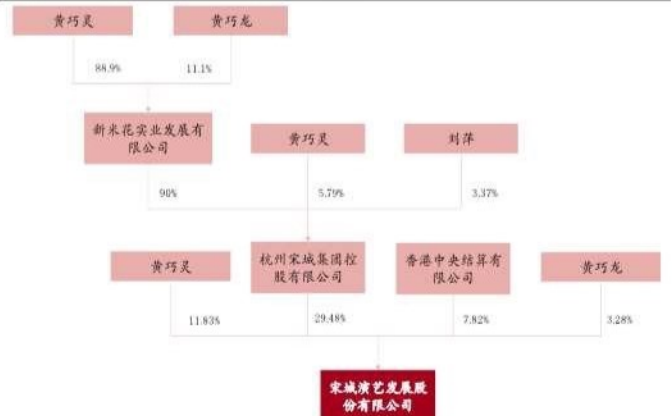 黄巧灵
黄巧龙
88.9%
11.1%
新米花实业发展有
限公司
黄巧灵
刘萍
90%
5.79%
3.37%
黄巧灵
杭州宋城集团控
股有限公司
香港中央结算有
限公司
黄巧龙
11.83%
29.48%
7.82%
3.28%
宋城演艺发展股
份有限公司